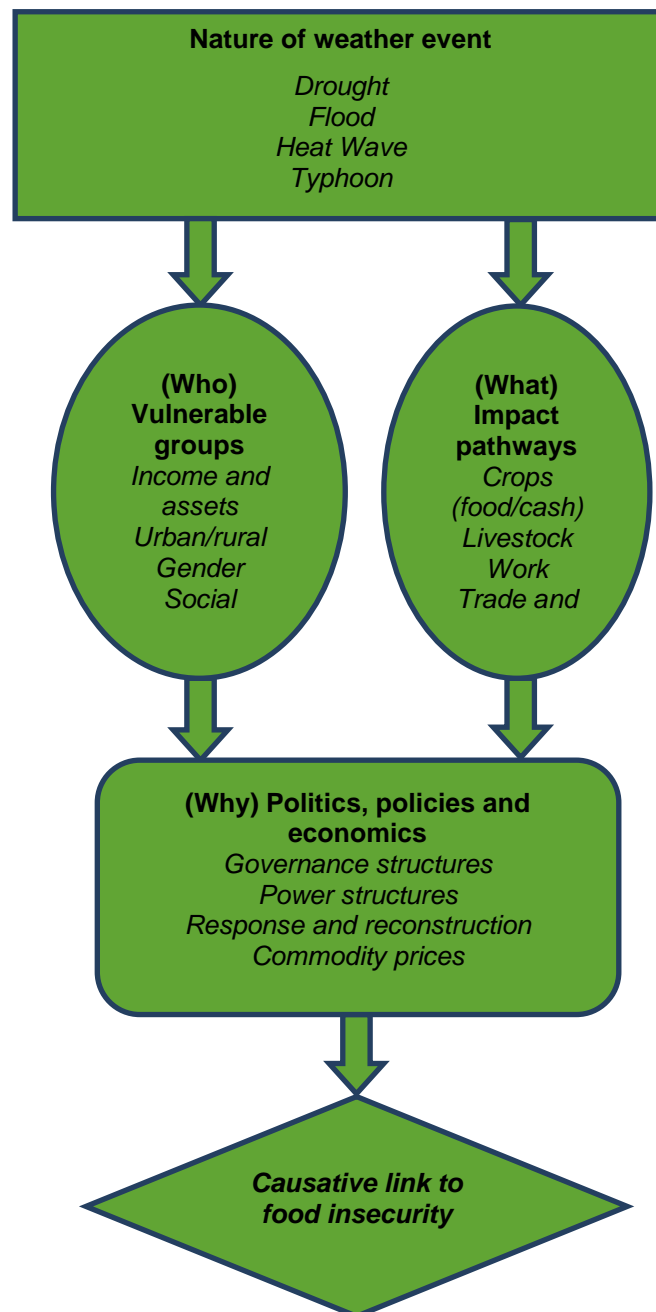 Nature of weather event
Drought
Flood
Heat Wave
Typhoon
(Who)
Vulnerable
groups
Income and
assets
Urban/rural
Gender
Social
(What)
Impact
pathways
Crops
(food/cash)
Livestock
Work
Trade and
(Why) Politics, policies and
economics
Governance structures
Power structures
Response and reconstruction
Commodity prices
Causative link to
food insecurity